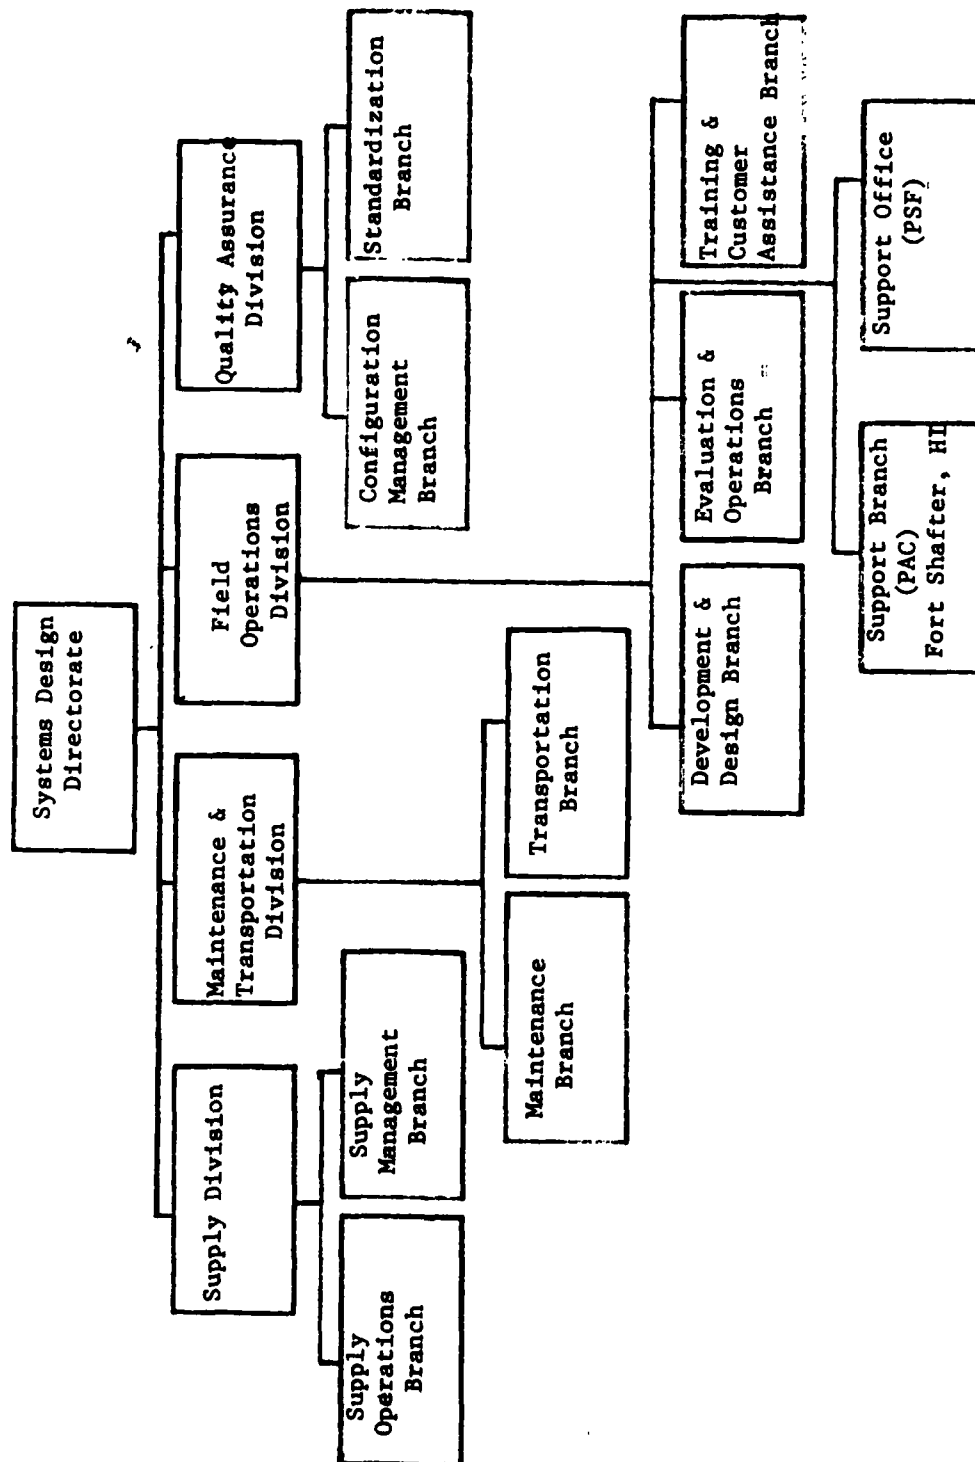 Systems Design
Directorate
Supply Division
Maintenance &
Transportation
Division
Field
Operations
Division
Quality Assurance
Division
Supply
Operations
Branch
Supply
Management
Branch
Configuration
Management
Branch
Standardization
Branch
Maintenance
Branch
Transportation
Branch
Development &
Design Branch
Evaluation &
Operations
Branch
Training &
Customer
Assistance Branch
Support Branch
(PAC)
Fort Shafter, HI
Support Office
(PSF)